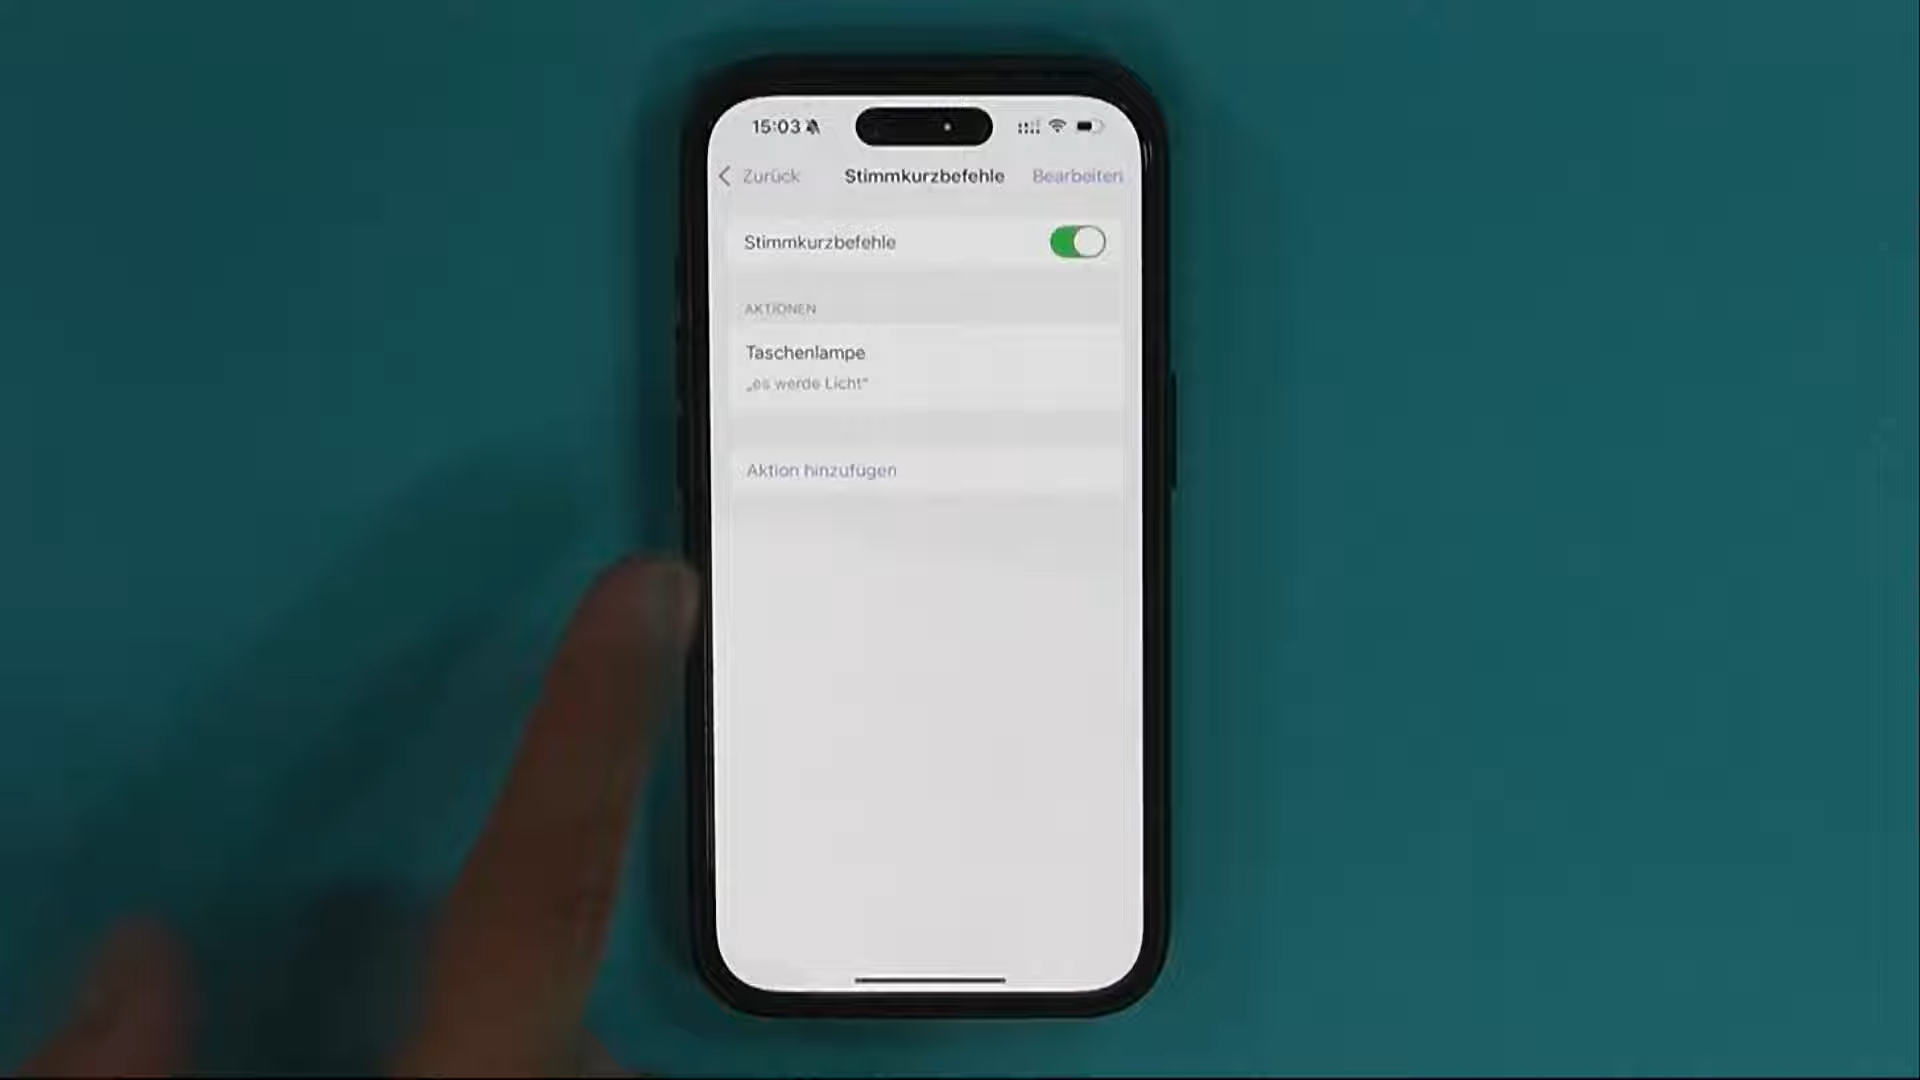 15:03
Zurück Stimmkurzbefehle Bearbeiten
Stimmkurzbefehle
AKTIONEN
Taschenlampe
„es werde Licht“
Aktion hinzufügen